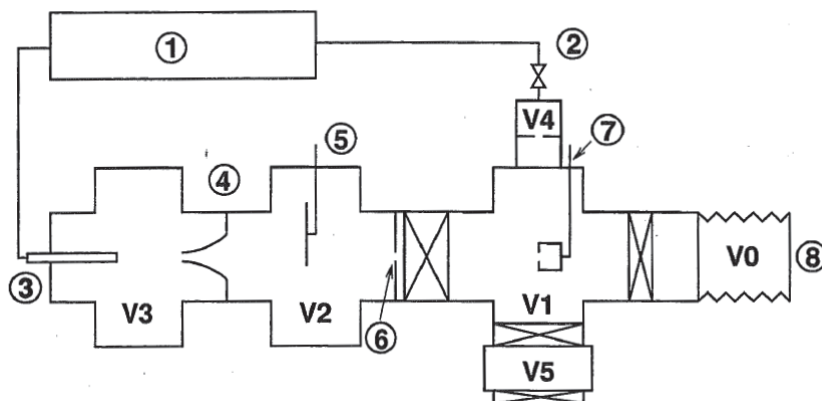 ①
②
V4
⑦
⑤
④
V0
⑧
③
V3
V2
V1
⑥
V5